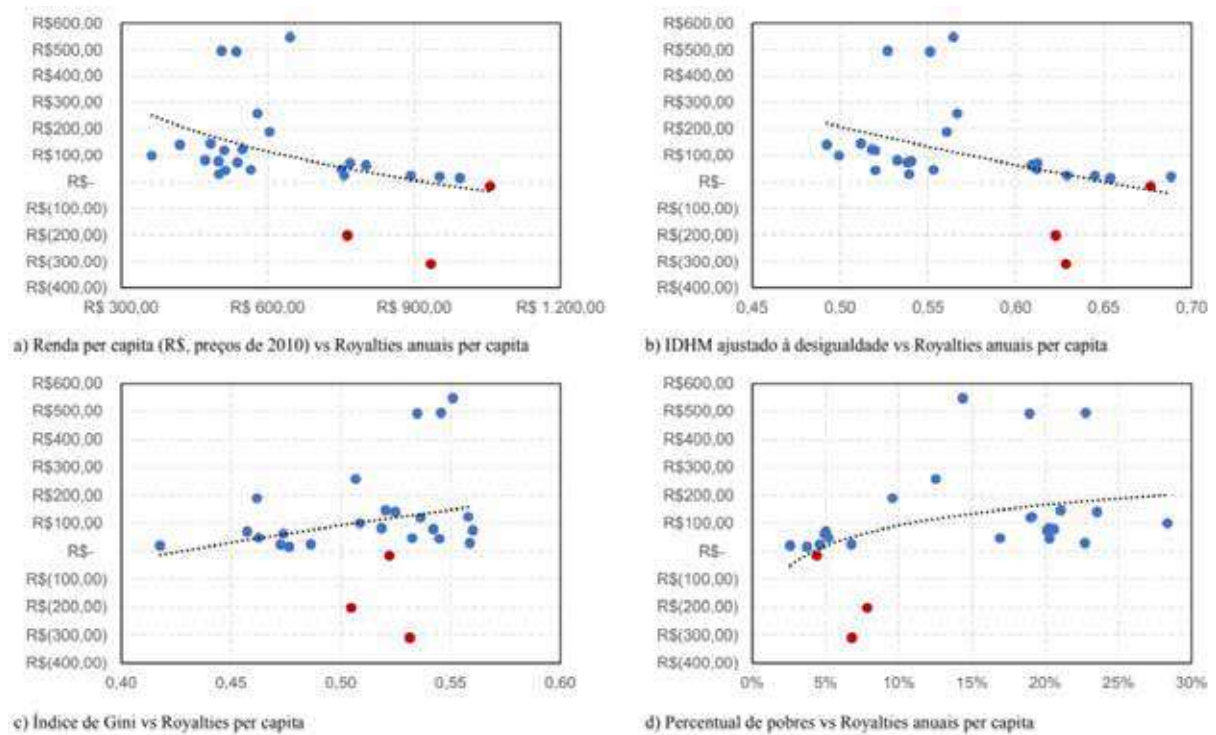 R$600,00
R$500,00
R$400,00
R$300,00
R$200,00
R$100,00
R$-
R$(100,00)
R$(200,00)
R$(300,00)
R$(400,00)
R$ 300,00 R$ 600,00 R$ 900,00 R$ 1.200,00
a) Renda per capita (R$, preços de 2010) vs Royalties anuais per capita
R$600,00
R$500,00
R$400,00
R$300,00
R$200,00
R$100,00
R$-
R$(100,00)
R$(200,00)
R$(300,00)
R$(400,00)
0,45 0,50 0,55 0,60 0,65 0,70
b) IDHM ajustado à desigualdade vs Royalties anuais per capita
R$600,00
R$500,00
R$400,00
R$300,00
R$200,00
R$100,00
R$-
R$(100,00)
R$(200,00)
R$(300,00)
R$(400,00)
0,40 0,45 0,50 0,55 0,60
c) Índice de Gini vs Royalties per capita
R$600,00
R$500,00
R$400,00
R$300,00
R$200,00
R$100,00
R$-
R$(100,00)
R$(200,00)
R$(300,00)
R$(400,00)
0% 5% 10% 15% 20% 25% 30%
d) Percentual de pobres vs Royalties anuais per capita